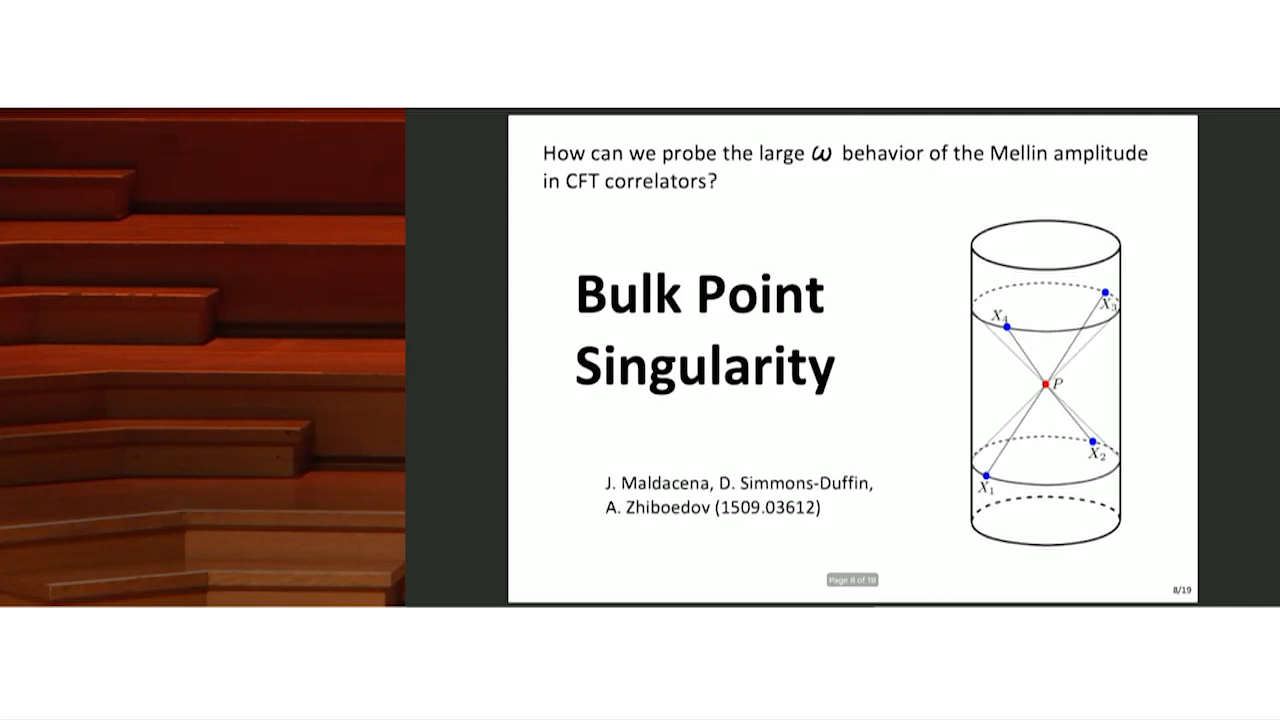 How can we probe the large ω behavior of the Mellin amplitude
in CFT correlators?
Bulk Point
Singularity
X₄
X₃
P
X₂
X₁
J. Maldacena, D. Simmons-Duffin,
A. Zhiboedov (1509.03612)
Page 8 of 19
8/19